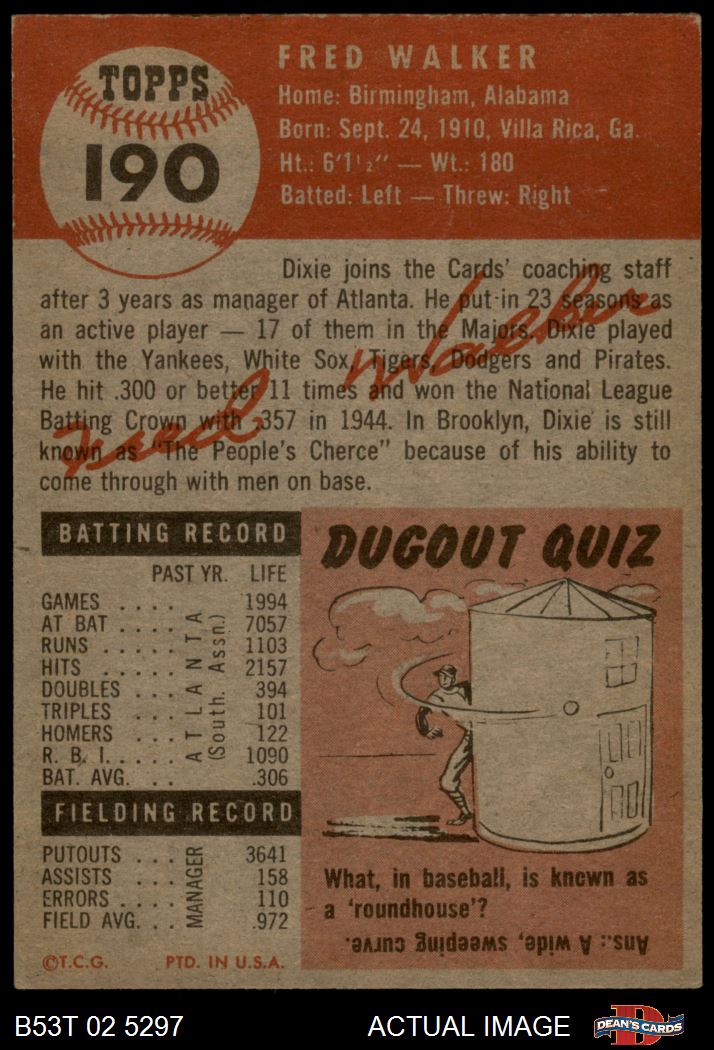 TOPPS
190
FRED WALKER
Home: Birmingham, Alabama
Born: Sept. 24, 1910, Villa Rica, Ga.
Ht.: 6'1½" — Wt.: 180
Batted: Left — Threw: Right
Dixie joins the Cards' coaching staff
after 3 years as manager of Atlanta. He put-in 23 seasons as
an active player — 17 of them in the Majors. Dixie played
with the Yankees, White Sox, Tigers, Dodgers and Pirates.
He hit .300 or better 11 times and won the National League
Batting Crown with .357 in 1944. In Brooklyn, Dixie is still
known as "The People's Cherce" because of his ability to
come through with men on base.
Fred Walker
BATTING RECORD
PAST YR. LIFE
GAMES .... 1994
AT BAT .... 7057
RUNS ..... 1103
HITS ..... 2157
DOUBLES ... 394
TRIPLES ... 101
HOMERS ... 122
R. B. I..... 1090
BAT. AVG. ... .306
ATLANTA
(South. Assn.)
FIELDING RECORD
PUTOUTS ... 3641
ASSISTS ... 158
ERRORS .... 110
FIELD AVG. .. .972
MANAGER
©T.C.G. PTD. IN U.S.A.
DUGOUT QUIZ
What, in baseball, is known as
a 'roundhouse'?
Ans.: A wide, sweeping curve.
B53T 02 5297 ACTUAL IMAGE
D
DEAN'S CARDS